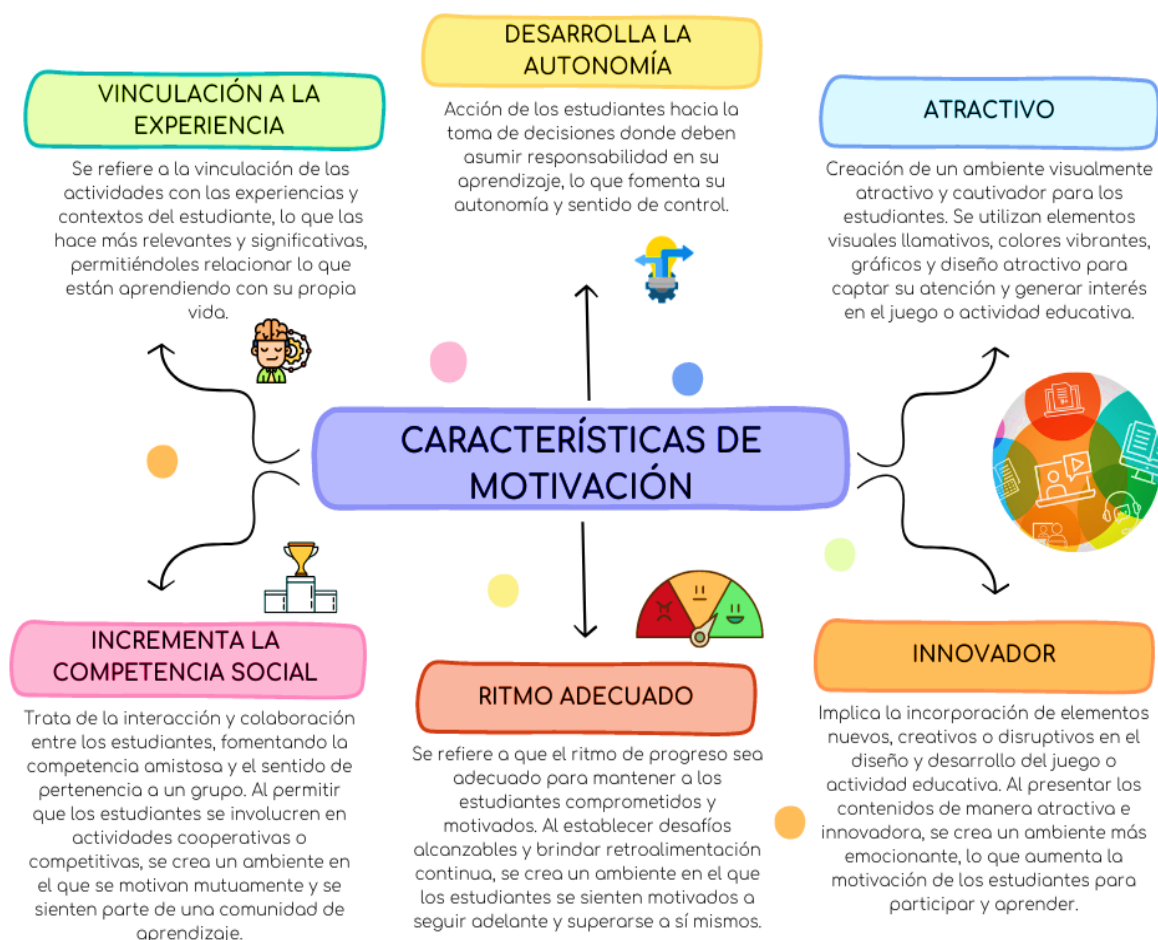 DESARROLLA LA
AUTONOMÍA
Acción de los estudiantes hacia la
toma de decisiones donde deben
asumir responsabilidad en su
aprendizaje, lo que fomenta su
autonomía y sentido de control.
VINCULACIÓN A LA
EXPERIENCIA
Se refiere a la vinculación de las
actividades con las experiencias y
contextos del estudiante, lo que las
hace más relevantes y significativas,
permitiéndoles relacionar lo que
están aprendiendo con su propia
vida.
ATRACTIVO
Creación de un ambiente visualmente
atractivo y cautivador para los
estudiantes. Se utilizan elementos
visuales llamativos, colores vibrantes,
gráficos y diseño atractivo para
captar su atención y generar interés
en el juego o actividad educativa.
CARACTERÍSTICAS DE
MOTIVACIÓN
INCREMENTA LA
COMPETENCIA SOCIAL
Trata de la interacción y colaboración
entre los estudiantes, fomentando la
competencia amistosa y el sentido de
pertenencia a un grupo. Al permitir
que los estudiantes se involucren en
actividades cooperativas o
competitivas, se crea un ambiente en
el que se motivan mutuamente y se
sienten parte de una comunidad de
aprendizaje.
RITMO ADECUADO
Se refiere a que el ritmo de progreso sea
adecuado para mantener a los
estudiantes comprometidos y
motivados. Al establecer desafíos
alcanzables y brindar retroalimentación
continua, se crea un ambiente en el que
los estudiantes se sienten motivados a
seguir adelante y superarse a sí mismos.
INNOVADOR
Implica la incorporación de elementos
nuevos, creativos o disruptivos en el
diseño y desarrollo del juego o
actividad educativa. Al presentar los
contenidos de manera atractiva e
innovadora, se crea un ambiente más
emocionante, lo que aumenta la
motivación de los estudiantes para
participar y aprender.